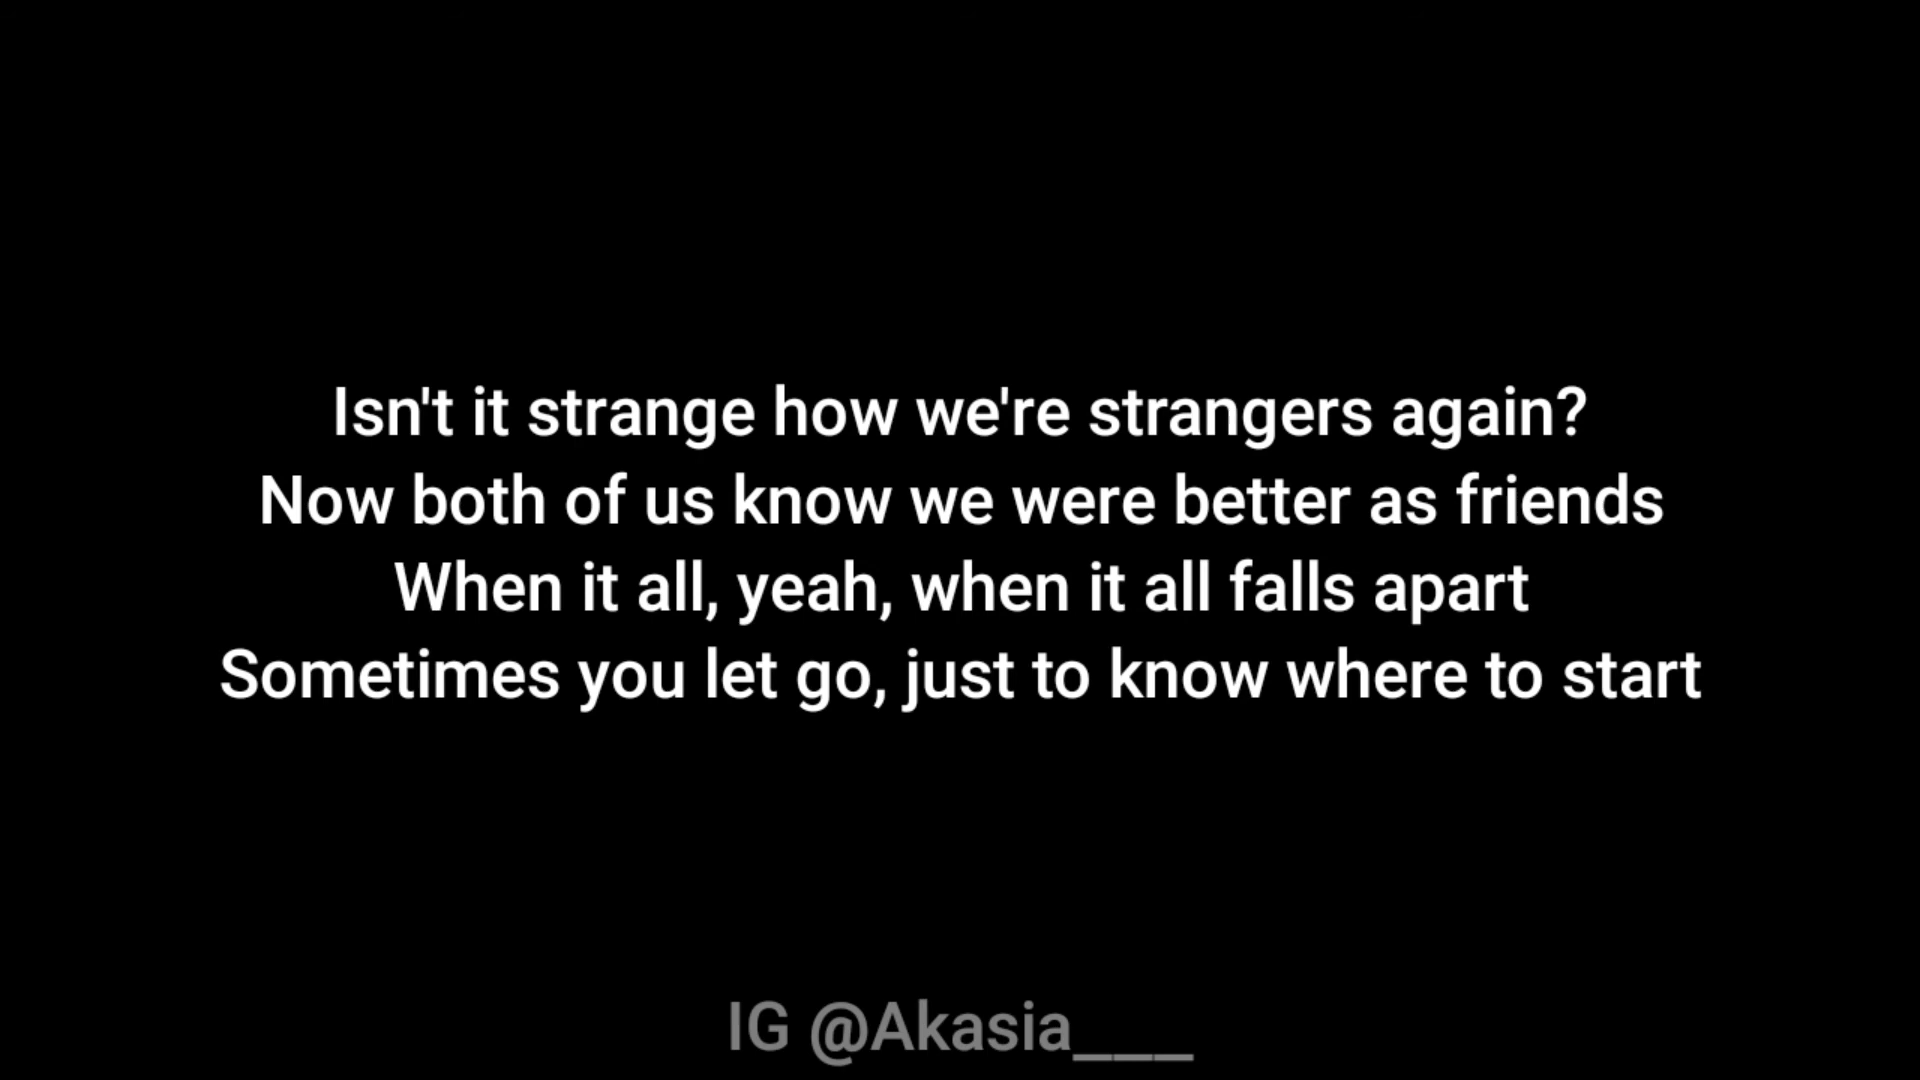 Isn't it strange how we're strangers again?
Now both of us know we were better as friends
When it all, yeah, when it all falls apart
Sometimes you let go, just to know where to start
IG @Akasia___